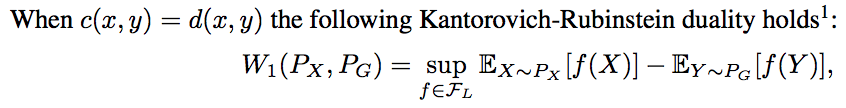 When c(x, y) = d(x, y) the following Kantorovich-Rubinstein duality holds¹:
W₁(P_X, P_G) = sup_{f∈𝓕_L} 𝔼_{X∼P_X}[f(X)] − 𝔼_{Y∼P_G}[f(Y)],